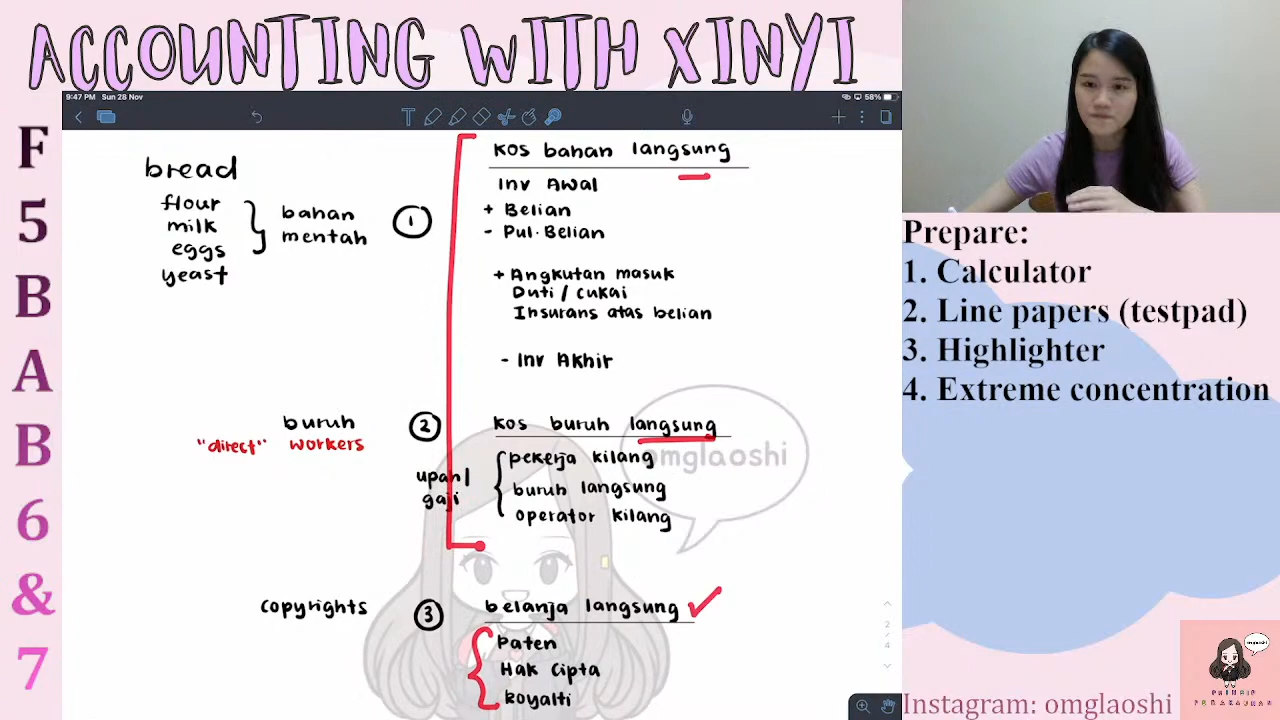 ACCOUNTING WITH XINYI
F
5
B
A
B
6
&
7
9:47 PM Sun 28 Nov
58%
bread
flour
milk
eggs
yeast
bahan
mentah
1
kos bahan langsung
Inv Awal
+ Belian
- Pul. Belian
+ Angkutan masuk
Duti / cukai
Insurans atas belian
- Inv Akhir
buruh
"direct" workers
2
kos buruh langsung
upah/
gaji
pekerja kilang
buruh langsung
operator kilang
omglaoshi
copyrights
3
belanja langsung
Paten
Hak Cipta
Royalti
2
/
4
Prepare:
1. Calculator
2. Line papers (testpad)
3. Highlighter
4. Extreme concentration
Instagram: omglaoshi